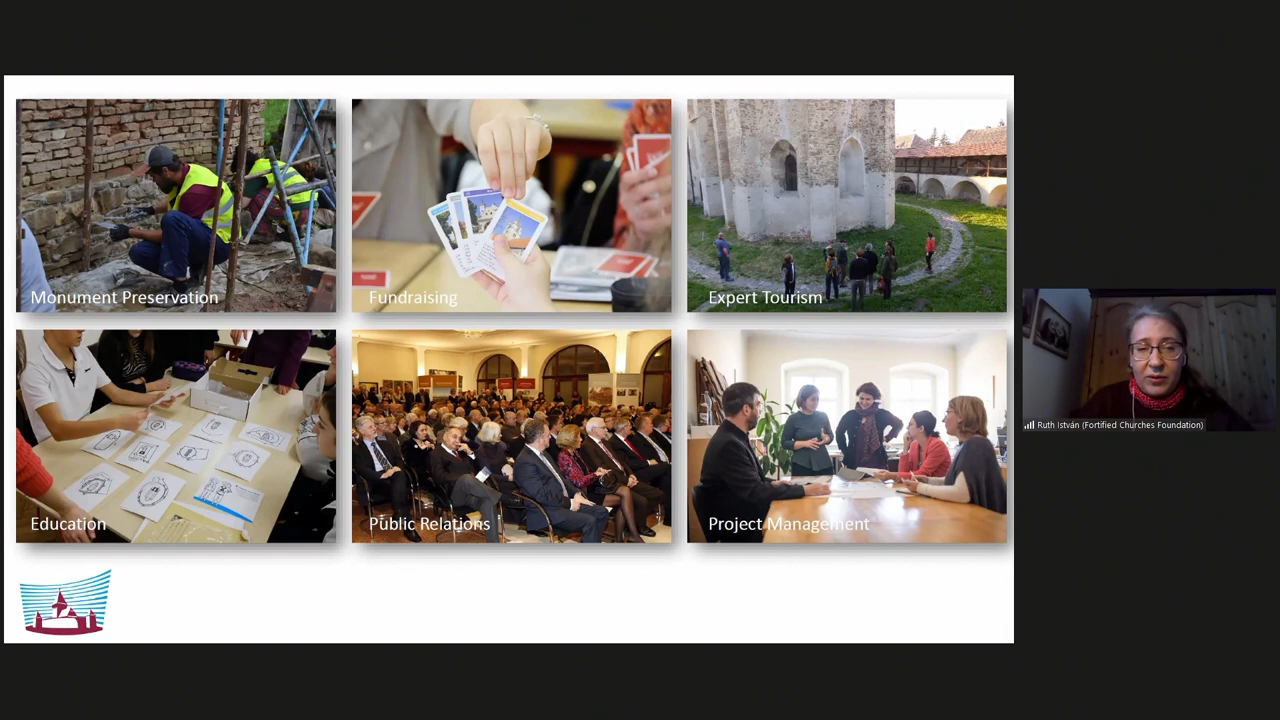 Monument Preservation
Fundraising
Expert Tourism
Education
Public Relations
Project Management
Ruth István (Fortified Churches Foundation)